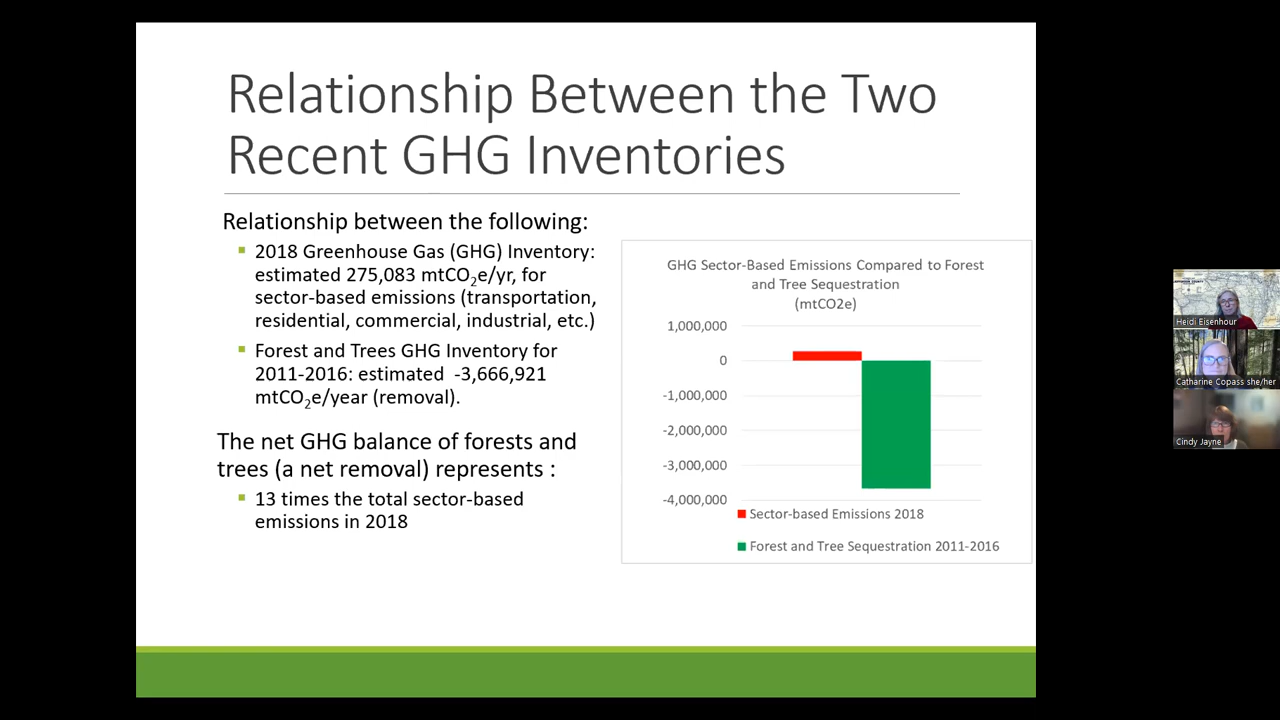 Relationship Between the Two
Recent GHG Inventories
Relationship between the following:
2018 Greenhouse Gas (GHG) Inventory:
estimated 275,083 mtCO2e/yr, for
sector-based emissions (transportation,
residential, commercial, industrial, etc.)
Forest and Trees GHG Inventory for
2011-2016: estimated -3,666,921
mtCO2e/year (removal).
The net GHG balance of forests and
trees (a net removal) represents :
13 times the total sector-based
emissions in 2018
GHG Sector-Based Emissions Compared to Forest
and Tree Sequestration
(mtCO2e)
1,000,000
0
-1,000,000
-2,000,000
-3,000,000
-4,000,000
Sector-based Emissions 2018
Forest and Tree Sequestration 2011-2016
Heidi Eisenhour
Catharine Copass she/her
Cindy Jayne